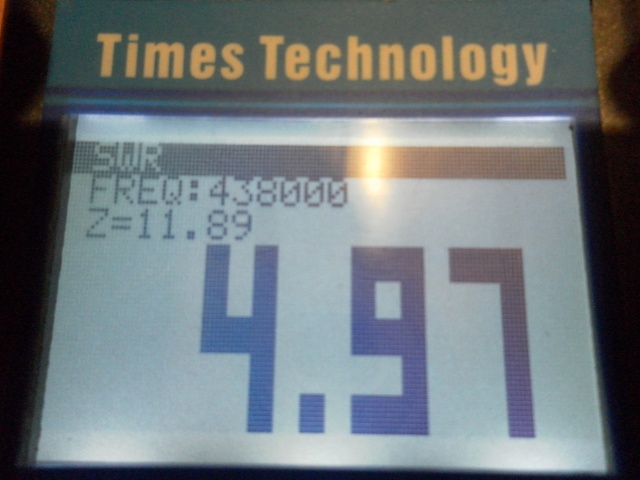 Times Technology
SWR
FREQ:438000
Z=11.89
4.97